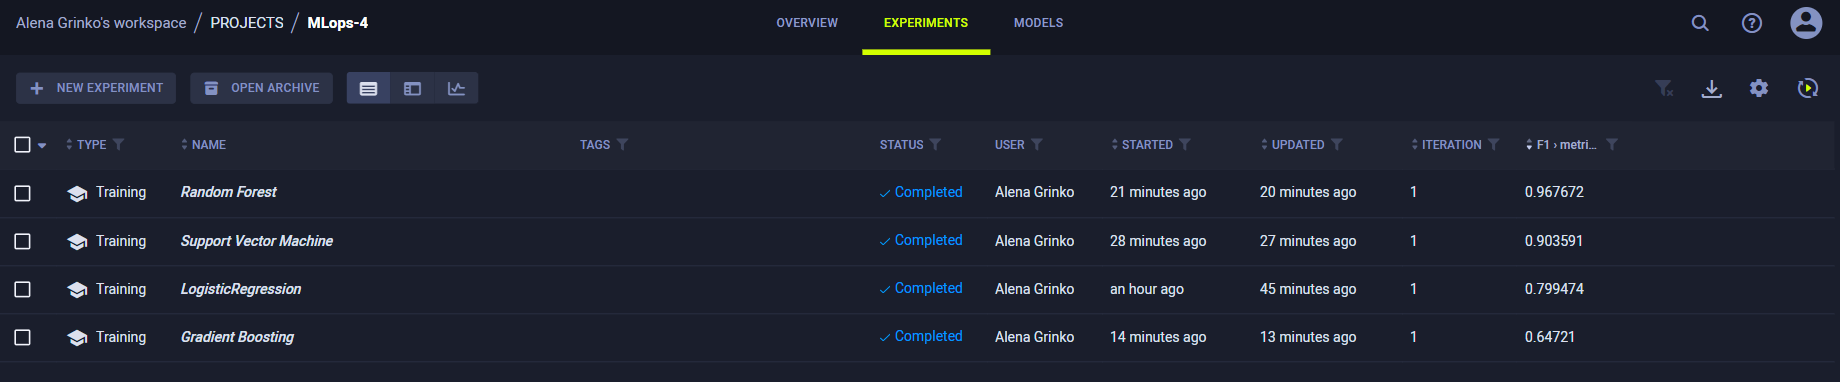 Alena Grinko's workspace / PROJECTS / MLops-4 OVERVIEW EXPERIMENTS MODELS
NEW EXPERIMENT OPEN ARCHIVE
TYPE NAME TAGS STATUS USER STARTED UPDATED ITERATION F1 › metri...
Training Random Forest Completed Alena Grinko 21 minutes ago 20 minutes ago 1 0.967672
Training Support Vector Machine Completed Alena Grinko 28 minutes ago 27 minutes ago 1 0.903591
Training LogisticRegression Completed Alena Grinko an hour ago 45 minutes ago 1 0.799474
Training Gradient Boosting Completed Alena Grinko 14 minutes ago 13 minutes ago 1 0.64721